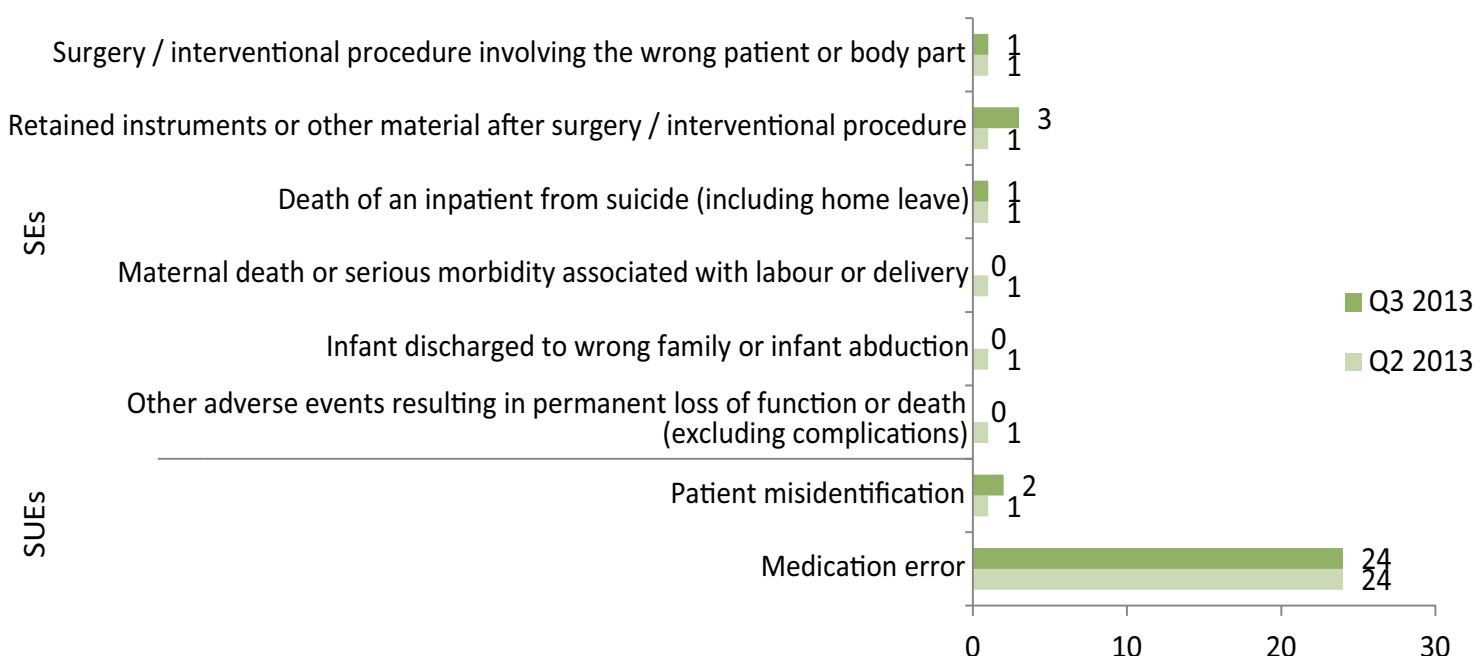 Surgery / interventional procedure involving the wrong patient or body part
1
1
Retained instruments or other material after surgery / interventional procedure
3
1
Death of an inpatient from suicide (including home leave)
1
1
SEs
Maternal death or serious morbidity associated with labour or delivery
0
1
Q3 2013
Infant discharged to wrong family or infant abduction
0
1
Q2 2013
Other adverse events resulting in permanent loss of function or death
(excluding complications)
0
1
SUEs
Patient misidentification
2
1
Medication error
24
24
0 10 20 30